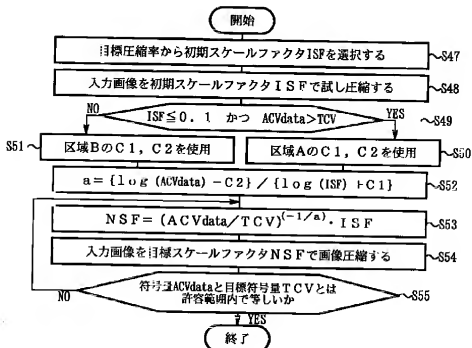 開始
目標圧縮率から初期スケールファクタISFを選択する
S47
入力画像を初期スケールファクタISFで試し圧縮する
S48
NO
ISF≦0.1 かつ ACVdata>TCV
YES
S49
S51
区域BのC1,C2を使用
区域AのC1,C2を使用
S50
a={log(ACVdata)-C2}/{log(ISF)+C1}
S52
NSF=(ACVdata/TCV)^(-1/a)・ISF
S53
入力画像を目標スケールファクタNSFで画像圧縮する
S54
符号量ACVdataと目標符号量TCVとは
許容範囲内で等しいか
S55
NO
YES
終了